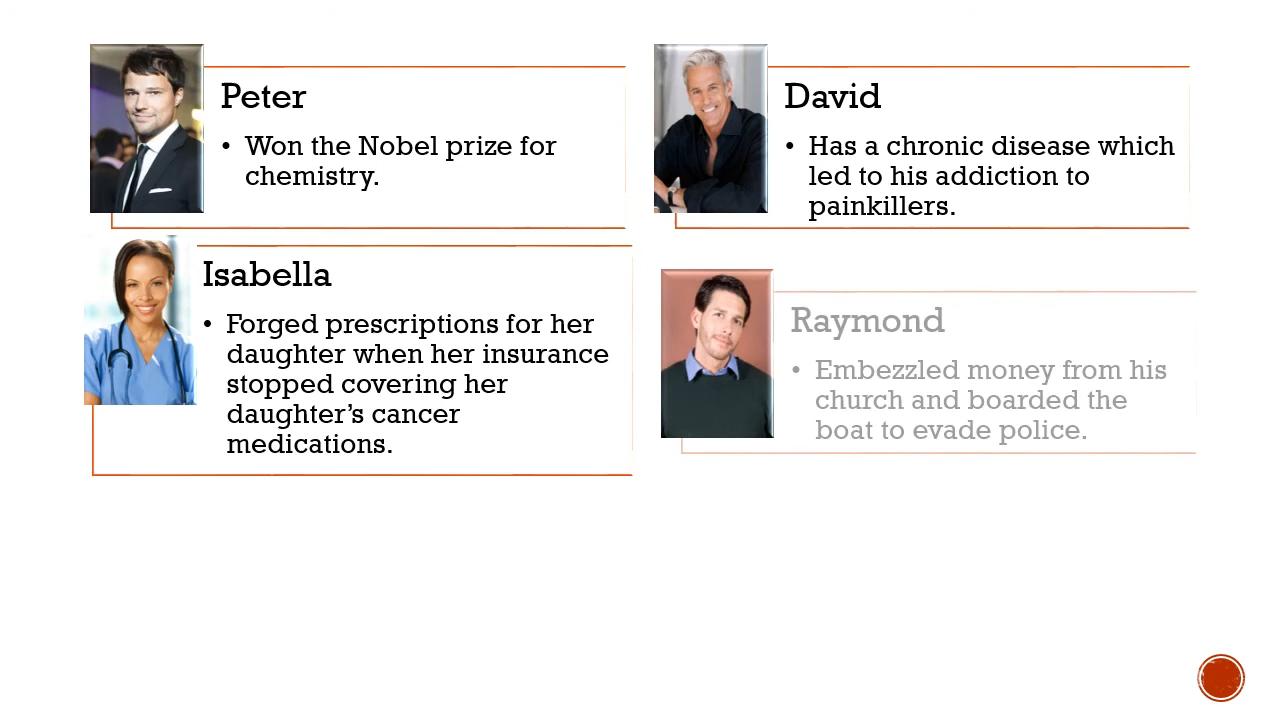 Peter
• Won the Nobel prize for
chemistry.
David
• Has a chronic disease which
led to his addiction to
painkillers.
Isabella
• Forged prescriptions for her
daughter when her insurance
stopped covering her
daughter’s cancer
medications.
Raymond
• Embezzled money from his
church and boarded the
boat to evade police.